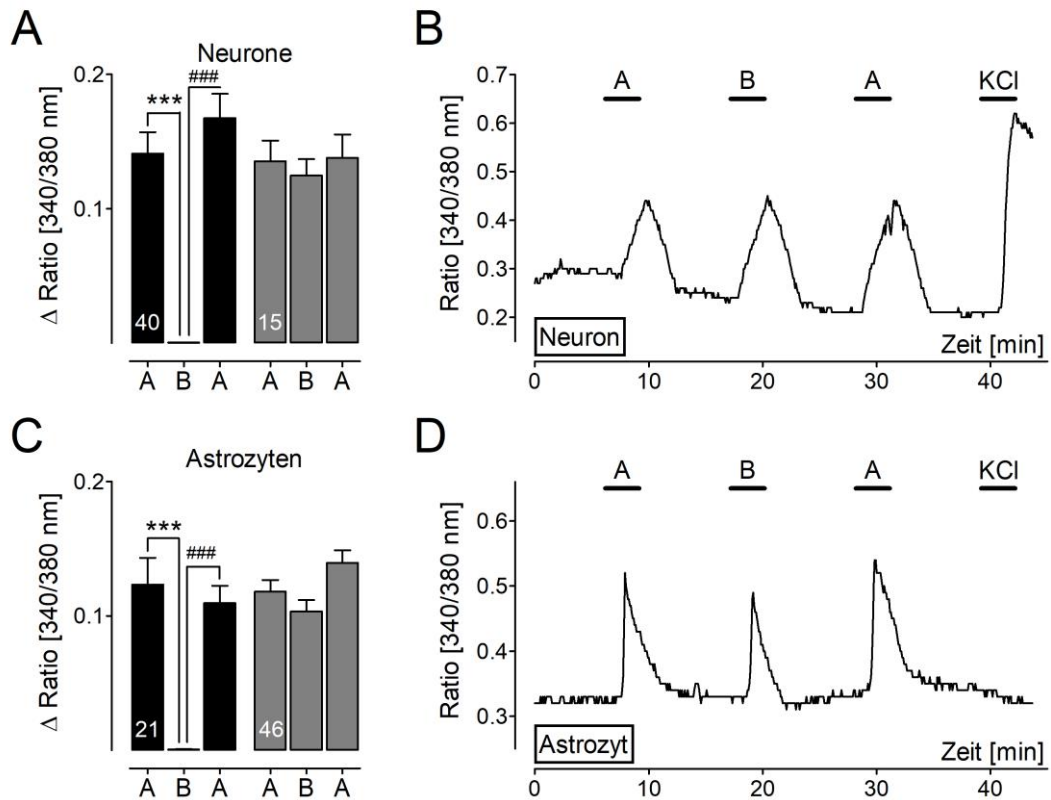 A
Neurone
Δ Ratio [340/380 nm]
0.2
0.1
***
###
40
15
A B A A B A
B
Ratio [340/380 nm]
0.7
0.6
0.5
0.4
0.3
0.2
A B A KCl
Neuron
Zeit [min]
0 10 20 30 40
C
Astrozyten
Δ Ratio [340/380 nm]
0.2
0.1
***
###
21
46
A B A A B A
D
Ratio [340/380 nm]
0.6
0.5
0.4
0.3
A B A KCl
Astrozyt
Zeit [min]
0 10 20 30 40